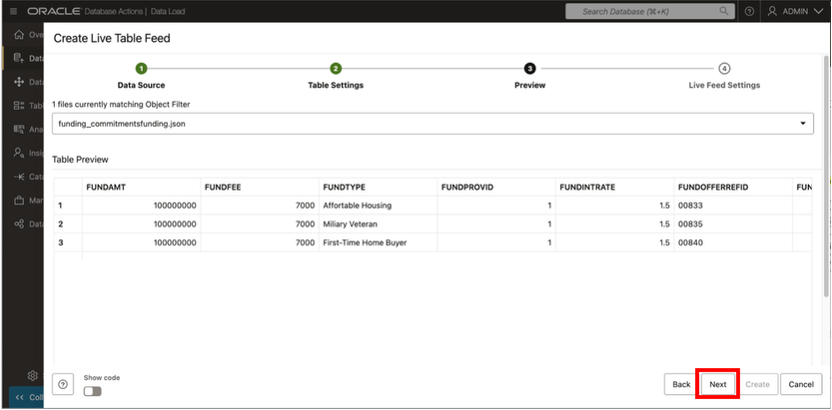 ORACLE Database Actions | Data Load
Search Database (⌘+K)
ADMIN
Create Live Table Feed
1 2 3 4
Data Source Table Settings Preview Live Feed Settings
1 files currently matching Object Filter
funding_commitmentsfunding.json
Table Preview
FUNDAMT FUNDFEE FUNDTYPE FUNDPROVID FUNDINTRATE FUNDOFFERREFID FUN
1 100000000 7000 Affortable Housing 1 1.5 00833
2 100000000 7000 Miliary Veteran 1 1.5 00835
3 100000000 7000 First-Time Home Buyer 1 1.5 00840
Show code
Back Next Create Cancel
Ove
Data
Data
Tabl
Ana
Insi
Cata
Mar
Data
<< Coll